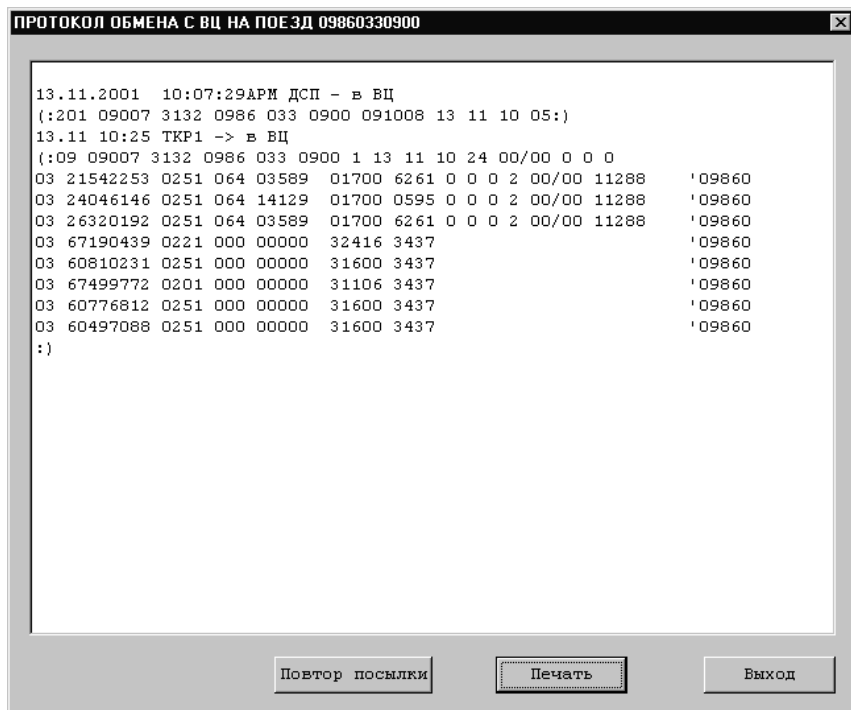 ПРОТОКОЛ ОБМЕНА С ВЦ НА ПОЕЗД 09860330900
13.11.2001  10:07:29АРМ ДСП - в ВЦ
(:201 09007 3132 0986 033 0900 091008 13 11 10 05:)
13.11 10:25 ТКР1 -> в ВЦ
(:09 09007 3132 0986 033 0900 1 13 11 10 24 00/00 0 0 0
03 21542253 0251 064 03589  01700 6261 0 0 0 2 00/00 11288    '09860
03 24046146 0251 064 14129  01700 0595 0 0 0 2 00/00 11288    '09860
03 26320192 0251 064 03589  01700 6261 0 0 0 2 00/00 11288    '09860
03 67190439 0221 000 00000  32416 3437                        '09860
03 60810231 0251 000 00000  31600 3437                        '09860
03 67499772 0201 000 00000  31106 3437                        '09860
03 60776812 0251 000 00000  31600 3437                        '09860
03 60497088 0251 000 00000  31600 3437                        '09860
:)
Повтор посылки Печать Выход